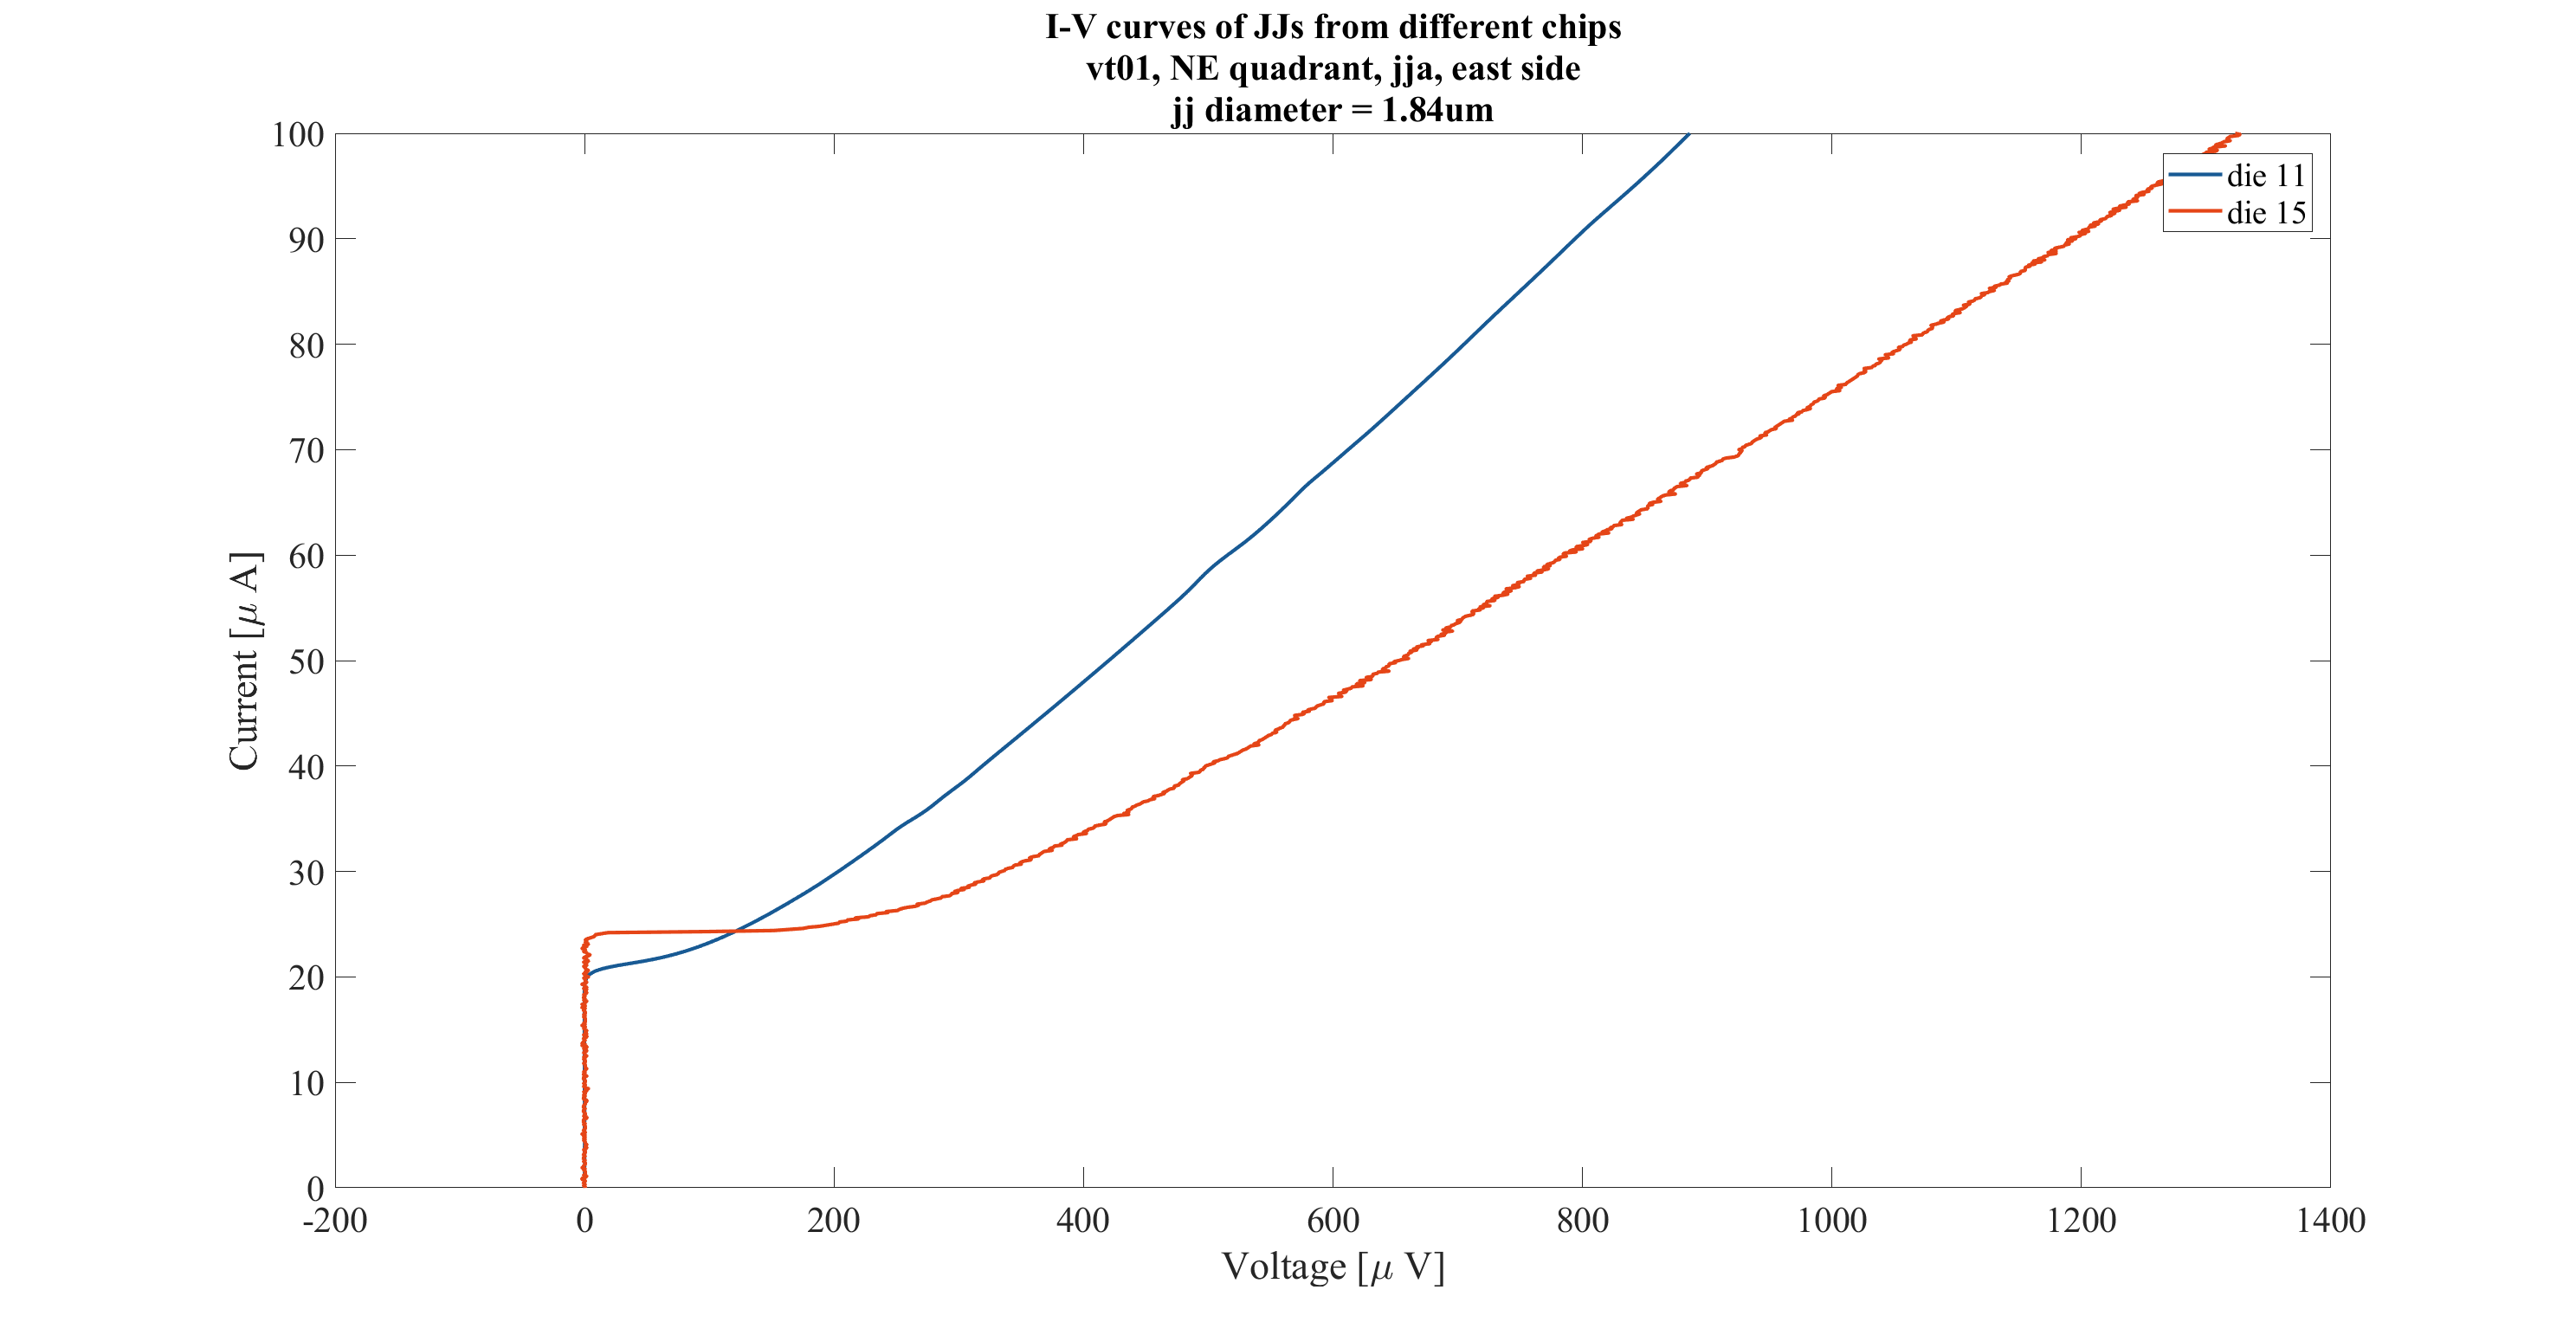 I-V curves of JJs from different chips
vt01, NE quadrant, jja, east side
jj diameter = 1.84um
100
90
80
70
60
50
40
30
20
10
0
Current [μ A]
die 11
die 15
-200 0 200 400 600 800 1000 1200 1400
Voltage [μ V]